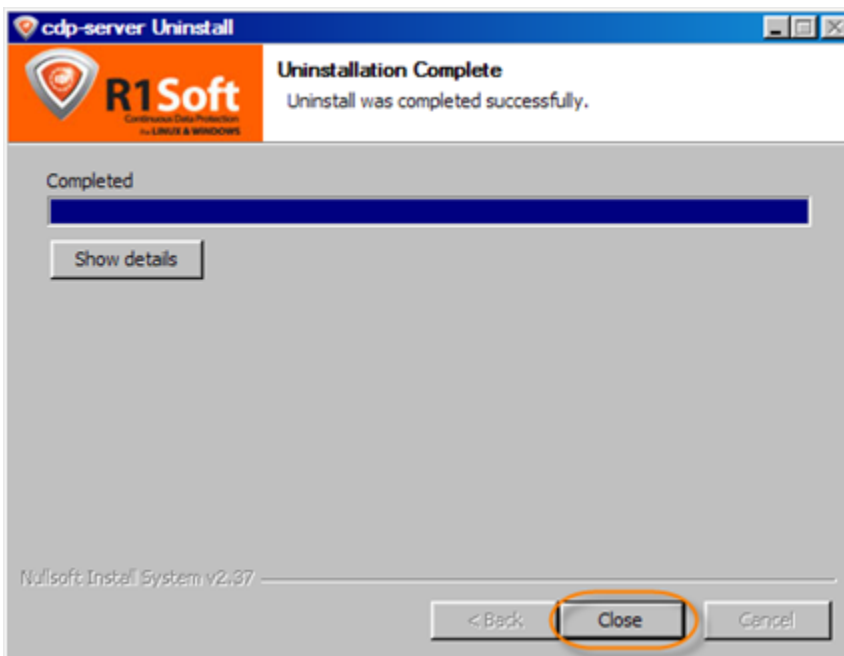 cdp-server Uninstall
R1Soft
Continuous Data Protection
for LINUX & WINDOWS
Uninstallation Complete
Uninstall was completed successfully.
Completed
Show details
Nullsoft Install System v2.37
< Back
Close
Cancel